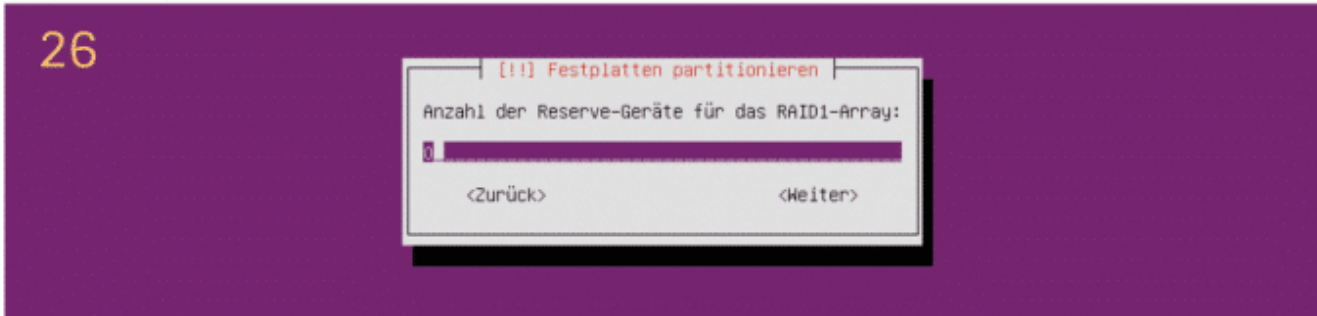 26
[!!] Festplatten partitionieren
Anzahl der Reserve-Geräte für das RAID1-Array:
0
<Zurück> <Weiter>